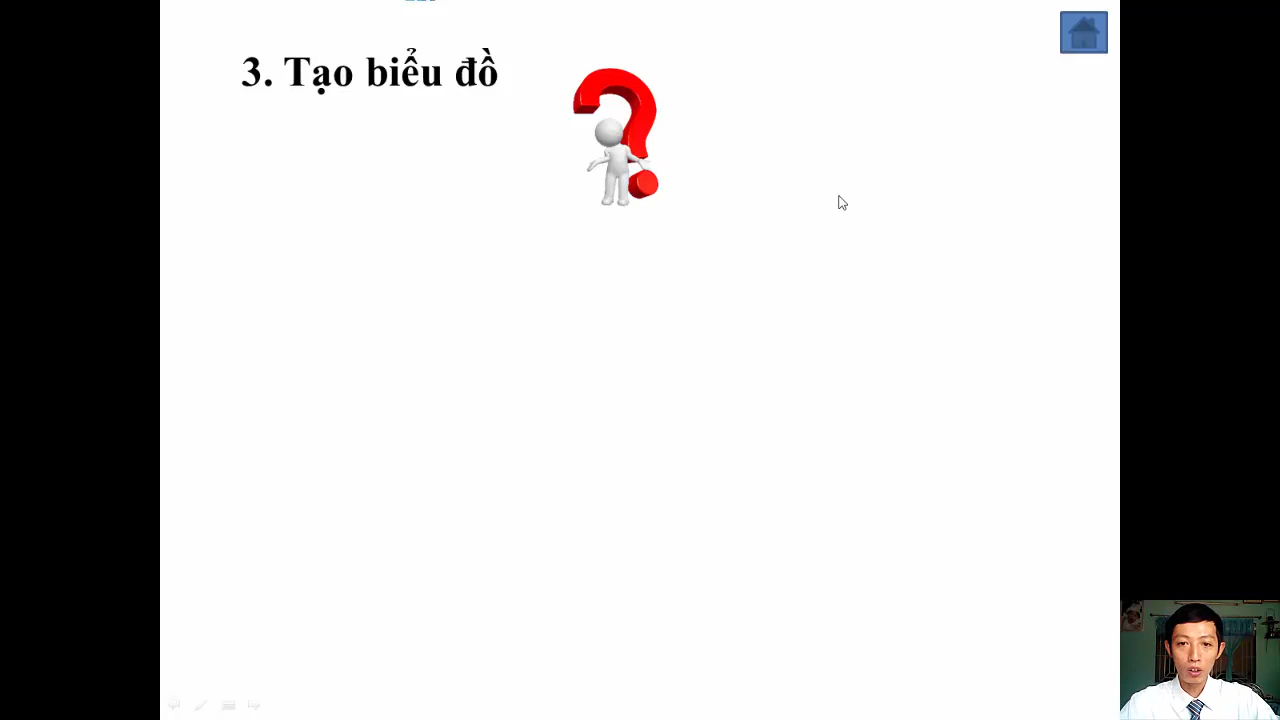 3. Tạo biểu đồ